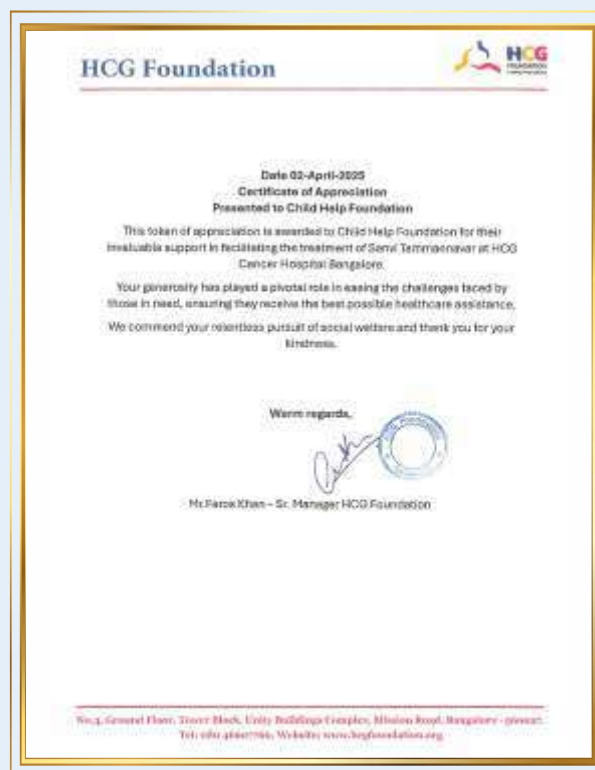 HCG Foundation
HCG
FOUNDATION
Date 02-April-2025
Certificate of Appreciation
Presented to Child Help Foundation
This token of appreciation is awarded to Child Help Foundation for their
invaluable support in facilitating the treatment of Sanvi Temmanavar at HCG
Cancer Hospital Bangalore.
Your generosity has played a pivotal role in easing the challenges faced by
those in need, ensuring they receive the best possible healthcare assistance.
We commend your relentless pursuit of social welfare and thank you for your
kindness.
Warm regards,
Mr.Feroz Khan – Sr. Manager HCG Foundation
No.4, Ground Floor, Tower Block, Unity Buildings Complex, Mission Road, Bangalore -
Tel: Website: www.hcgfoundation.org